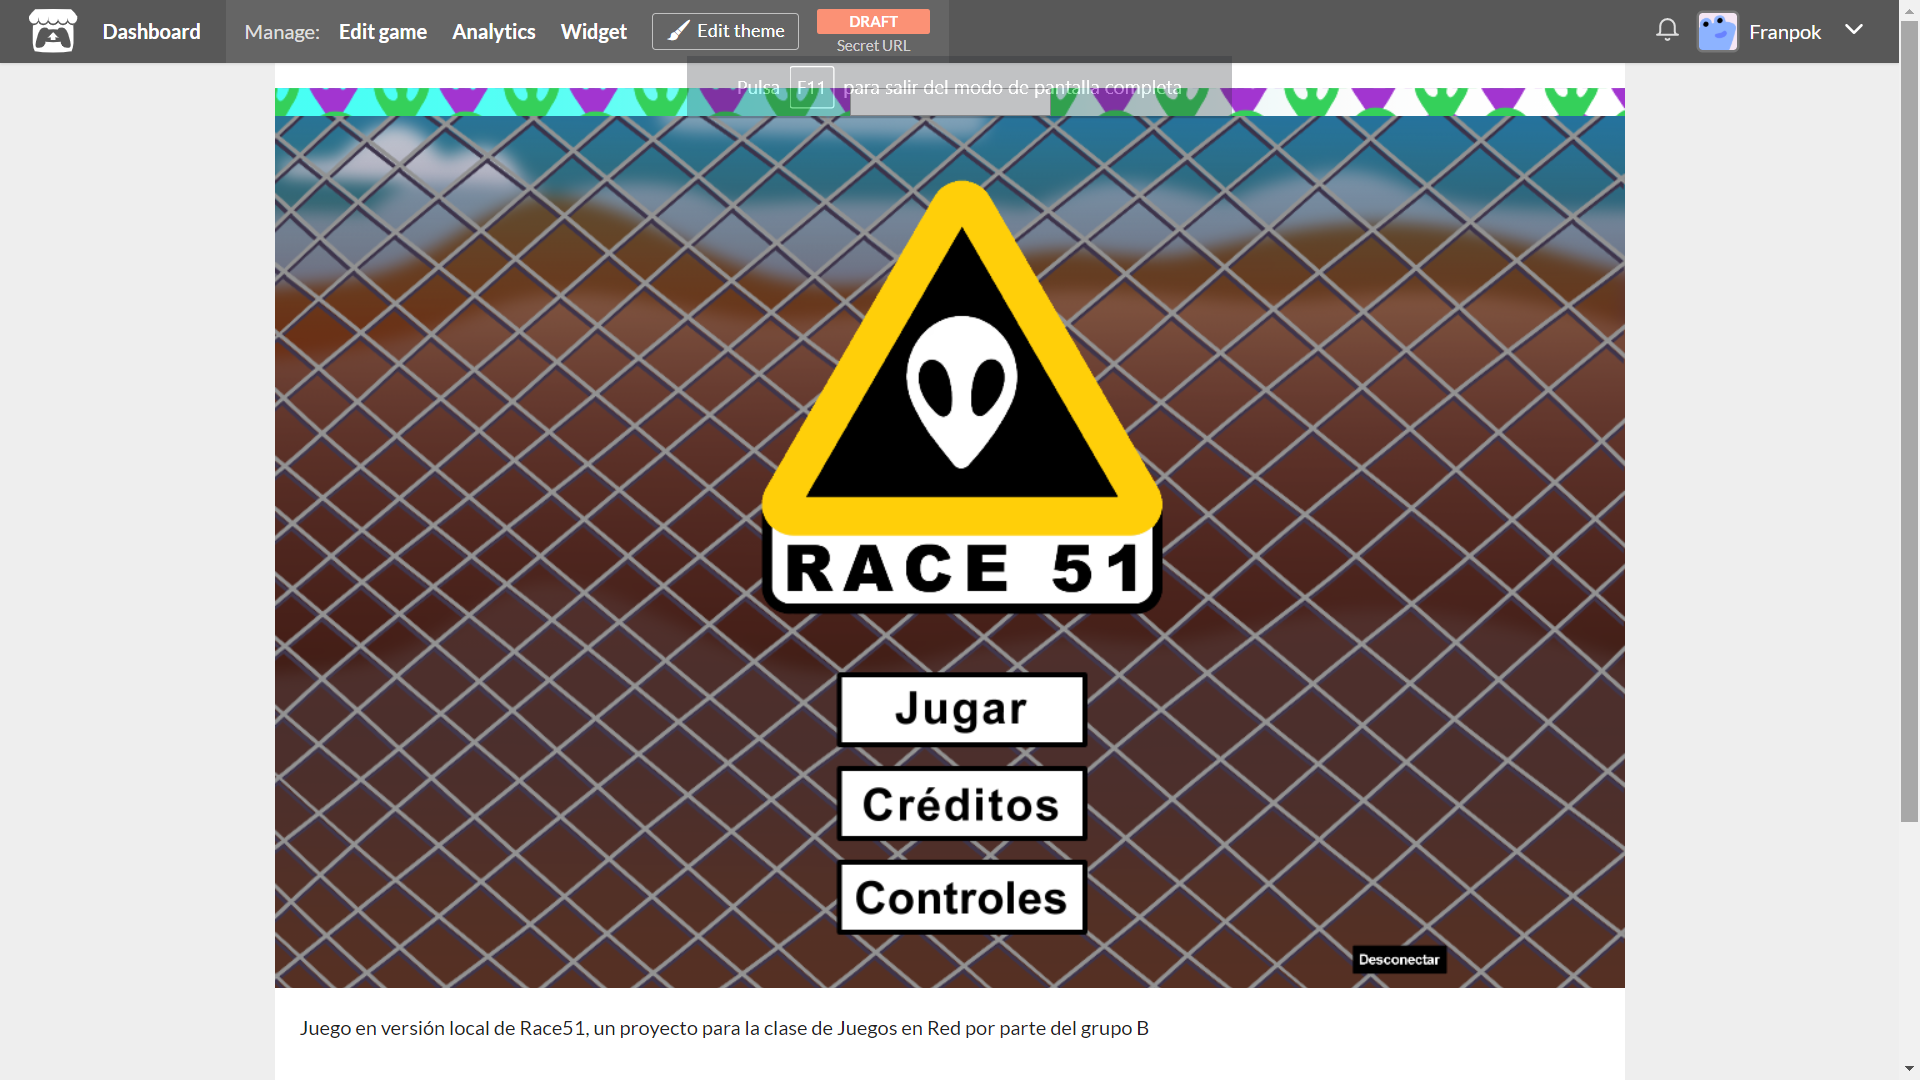 Dashboard Manage: Edit game Analytics Widget Edit theme DRAFT Franpok
Secret URL
Pulsa F11 para salir del modo de pantalla completa
RACE 51
Jugar
Créditos
Controles
Desconectar
Juego en versión local de Race51, un proyecto para la clase de Juegos en Red por parte del grupo B